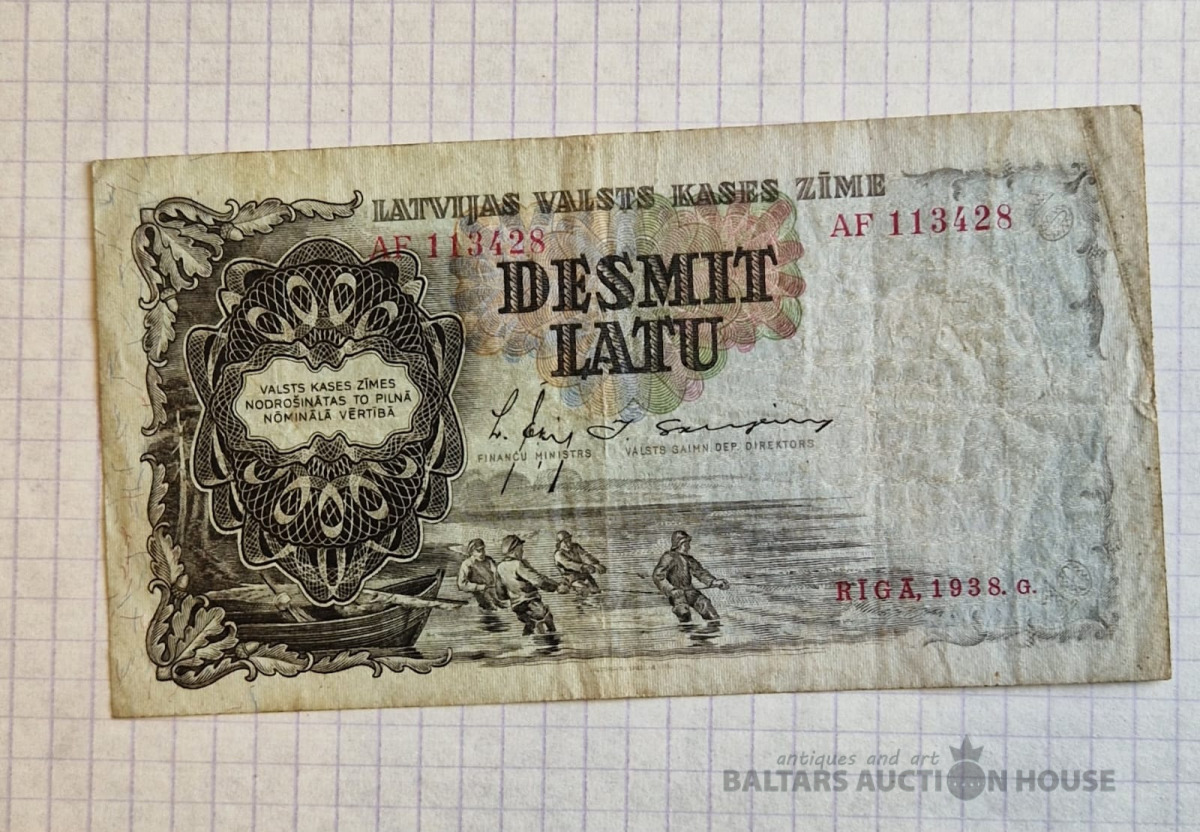 LATVIJAS VALSTS KASES ZĪME
AF 113428
AF 113428
DESMIT
LATU
VALSTS KASES ZĪMES
NODROŠINĀTAS TO PILNĀ
NŌMINĀLĀ VĒRTĪBĀ
FINANČU MINISTRS
VALSTS SAIMN. DEP. DIREKTORS
RĪGĀ, 1938. G.
antiques and art
BALTARS AUCTION HOUSE